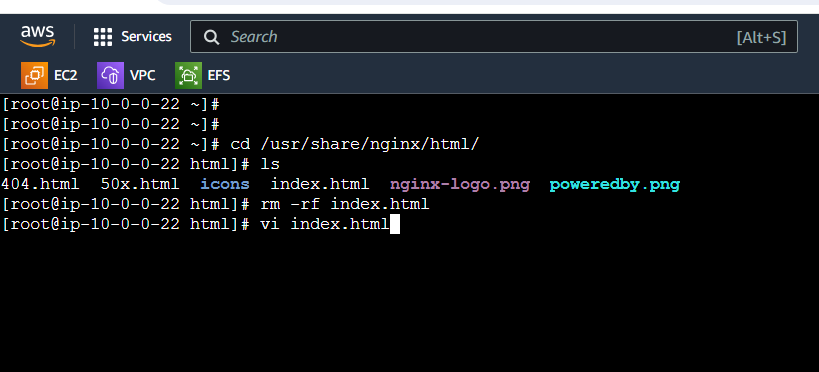 aws Services Search [Alt+S]
EC2 VPC EFS
[root@ip-10-0-0-22 ~]#
[root@ip-10-0-0-22 ~]#
[root@ip-10-0-0-22 ~]# cd /usr/share/nginx/html/
[root@ip-10-0-0-22 html]# ls
404.html 50x.html icons index.html nginx-logo.png poweredby.png
[root@ip-10-0-0-22 html]# rm -rf index.html
[root@ip-10-0-0-22 html]# vi index.html